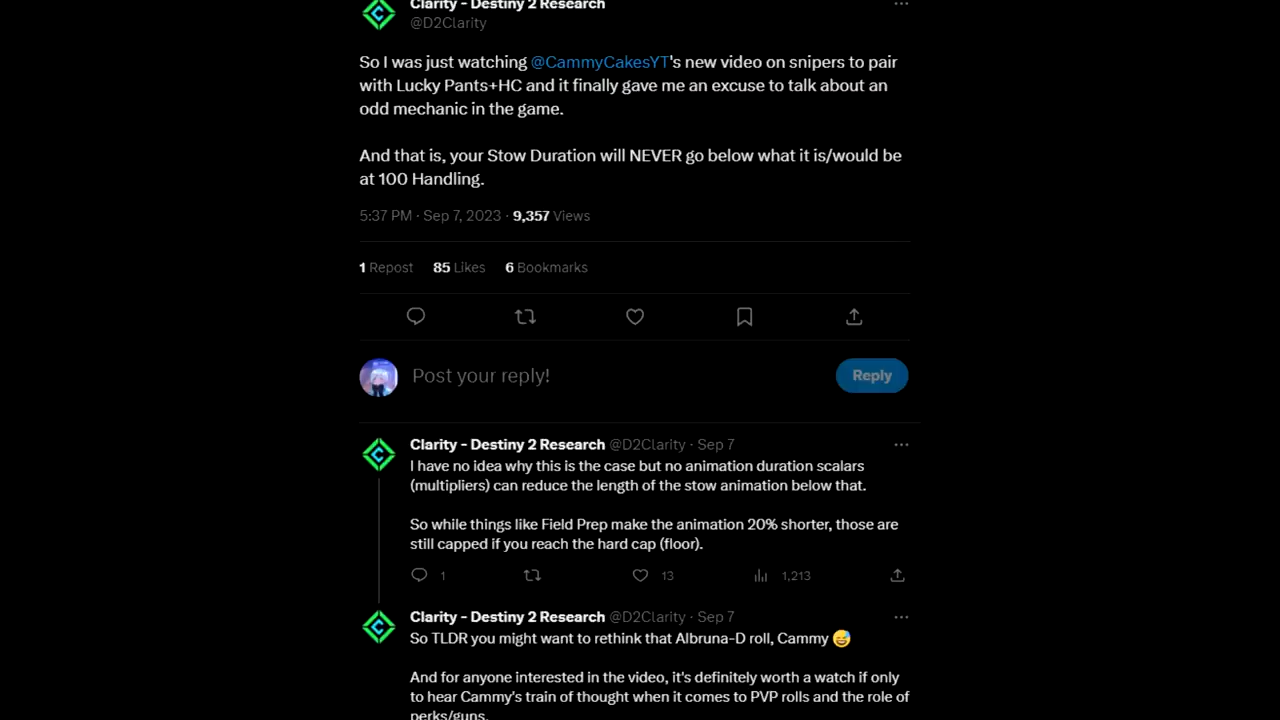 Clarity - Destiny 2 Research
@D2Clarity
So I was just watching @CammyCakesYT's new video on snipers to pair
with Lucky Pants+HC and it finally gave me an excuse to talk about an
odd mechanic in the game.
And that is, your Stow Duration will NEVER go below what it is/would be
at 100 Handling.
5:37 PM · Sep 7, 2023 · 9,357 Views
1 Repost 85 Likes 6 Bookmarks
Post your reply!
Reply
Clarity - Destiny 2 Research @D2Clarity · Sep 7
I have no idea why this is the case but no animation duration scalars
(multipliers) can reduce the length of the stow animation below that.
So while things like Field Prep make the animation 20% shorter, those are
still capped if you reach the hard cap (floor).
1 13 1,213
Clarity - Destiny 2 Research @D2Clarity · Sep 7
So TLDR you might want to rethink that Albruna-D roll, Cammy 😅
And for anyone interested in the video, it's definitely worth a watch if only
to hear Cammy's train of thought when it comes to PVP rolls and the role of
perks/guns.